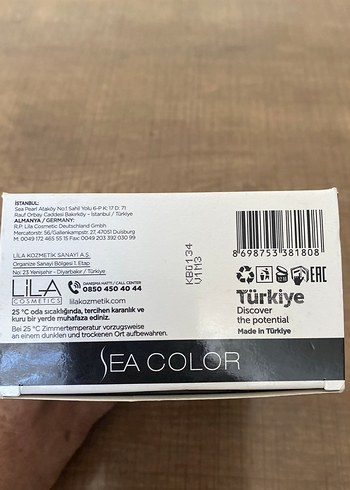 İSTANBUL:
Sea Pearl Ataköy No:1 Sahil Yolu 6-P K: 17 D: 71
Rauf Orbay Caddesi Bakırköy - İstanbul / Türkiye
ALMANYA / GERMANY:
R.P: Lila Cosmetic Deutschland GmbH
Mercatorstr. 56/Gallenkampstr. 27, 47051 Duisburg
M: 0049 172 465 55 15 Fax: 0049 203 392 030 99
LİLA KOZMETİK SANAYİ A.Ş.
Organize Sanayi Bölgesi 1. Etap
No: 23 Yenişehir - Diyarbakır / Türkiye
LİLA
COSMETICS
DANIŞMA HATTI / CALL CENTER
0850 450 40 44
lilakozmetik.com
25 °C oda sıcaklığında, tercihen karanlık ve
kuru bir yerde muhafaza ediniz.
Bei 25 °C Zimmertemperatur vorzugsweise
an einem dunklen und trockenen Ort aufbewahren.
KB0134
U1M3
8 698753 381808
EAC
Türkiye
Discover
the potential
Made in Türkiye
SEA COLOR